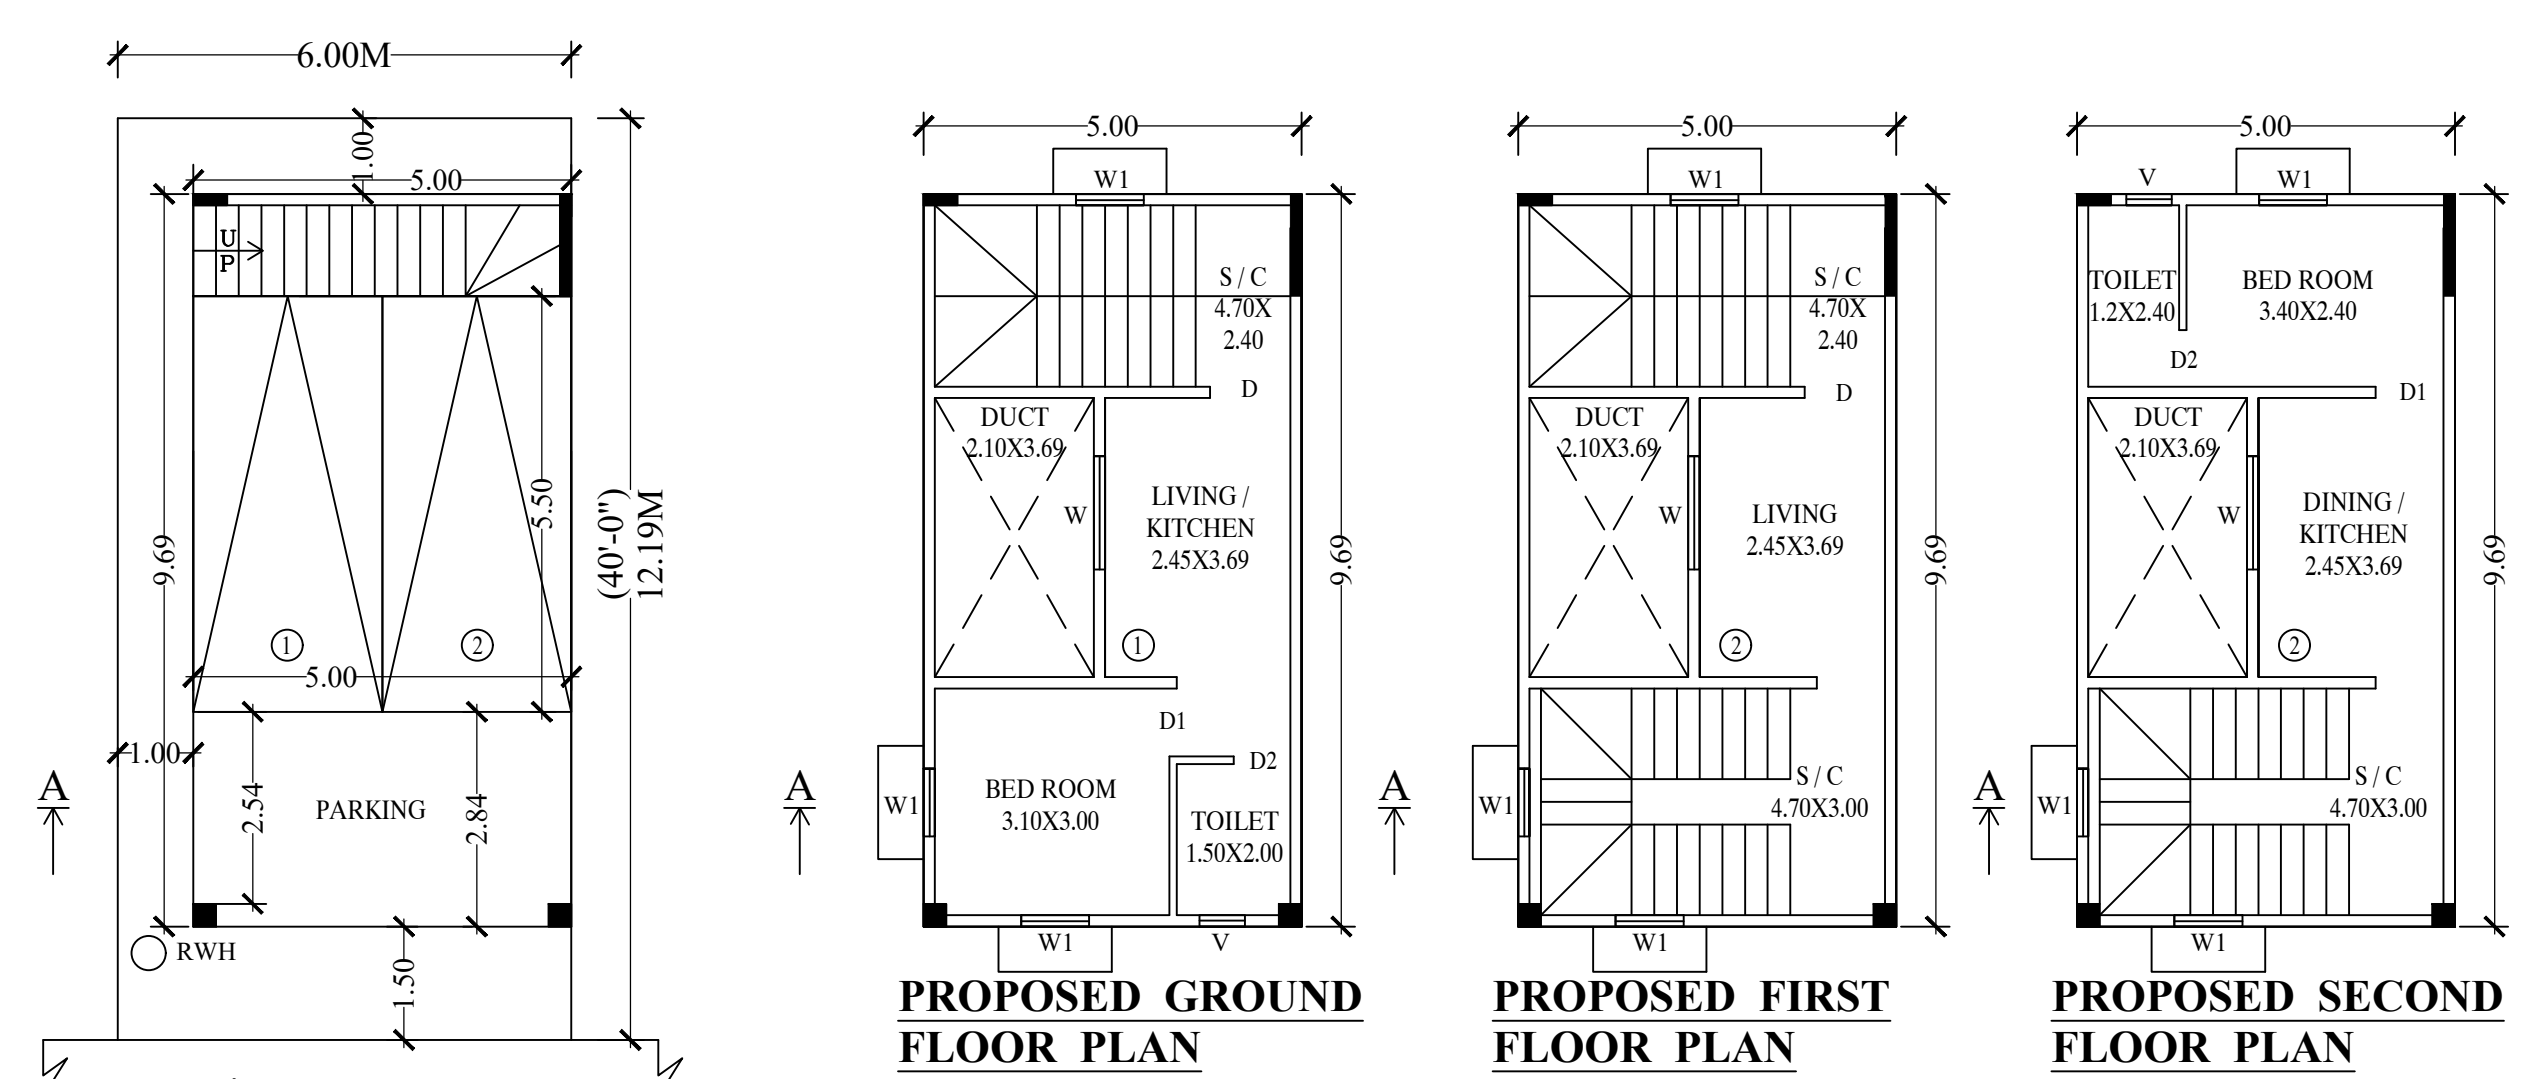 6.00M
1.00
5.00
U
P
9.69
5.50
(40'-0")
12.19M
1
2
5.00
1.00
A
2.54
PARKING
2.84
RWH
1.50
5.00
W1
S / C
4.70X
2.40
D
DUCT
2.10X3.69
W
LIVING /
KITCHEN
2.45X3.69
9.69
1
D1
D2
A
W1
BED ROOM
3.10X3.00
TOILET
1.50X2.00
W1
V
PROPOSED GROUND
FLOOR PLAN
5.00
W1
S / C
4.70X
2.40
D
DUCT
2.10X3.69
W
LIVING
2.45X3.69
9.69
2
A
W1
S / C
4.70X3.00
W1
PROPOSED FIRST
FLOOR PLAN
5.00
V
W1
TOILET
1.2X2.40
BED ROOM
3.40X2.40
D2
D1
DUCT
2.10X3.69
W
DINING /
KITCHEN
2.45X3.69
9.69
2
A
W1
S / C
4.70X3.00
W1
PROPOSED SECOND
FLOOR PLAN